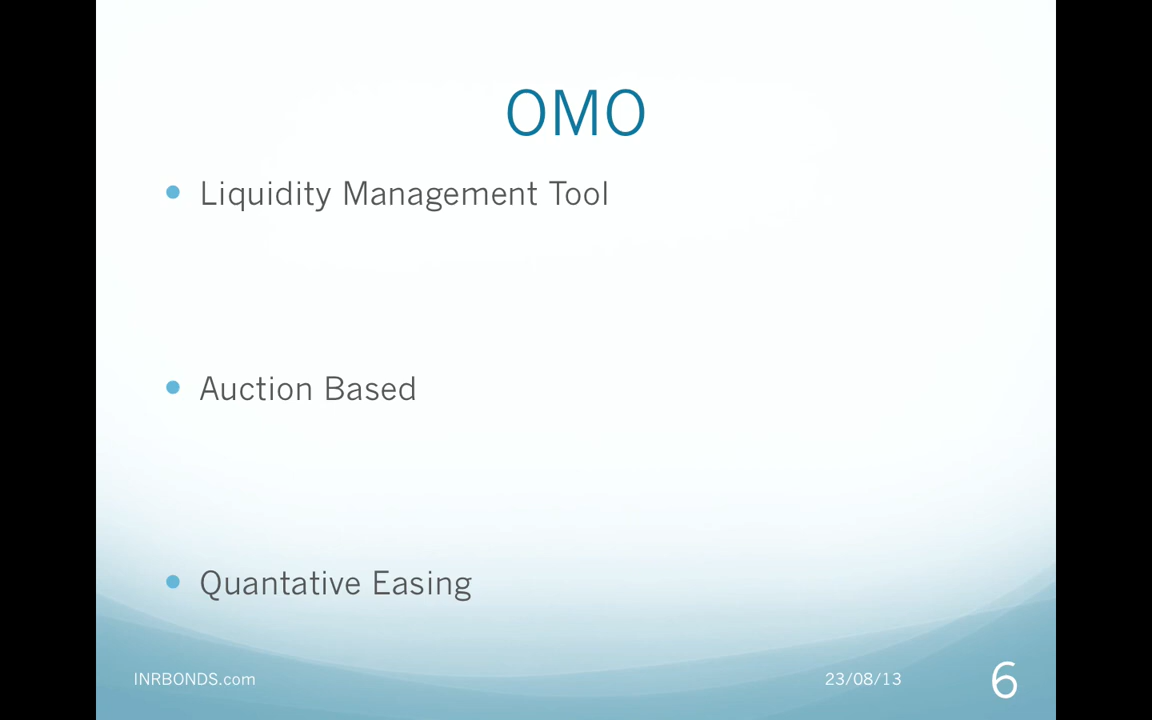 OMO
Liquidity Management Tool
Auction Based
Quantative Easing
INRBONDS.com
23/08/13
6